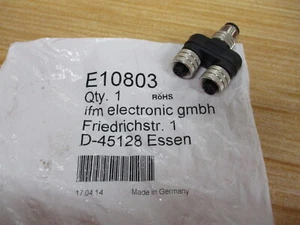 E10803
Qty. 1 RoHS
ifm electronic gmbh
Friedrichstr. 1
D-45128 Essen
17.04.14 Made in Germany